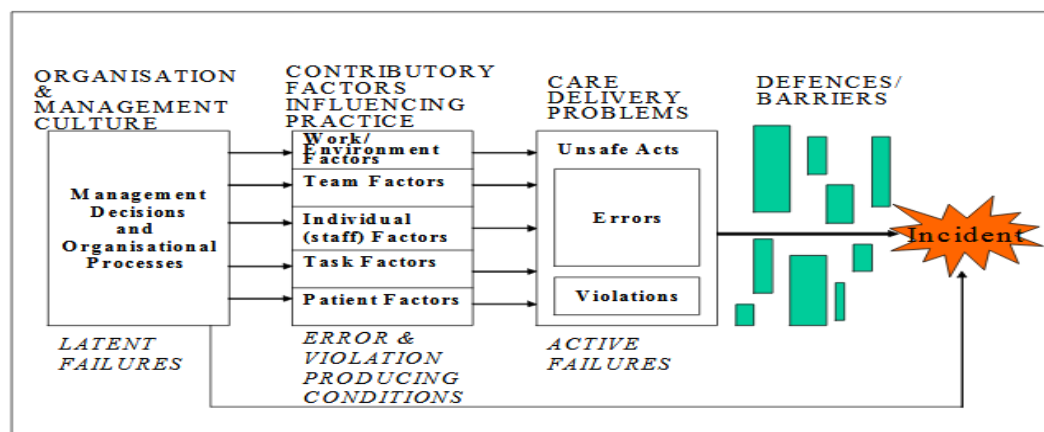 ORGANISATION
&
MANAGEMENT
CULTURE
Management
Decisions
and
Organisational
Processes
LATENT
FAILURES
CONTRIBUTORY
FACTORS
INFLUENCING
PRACTICE
Work/
Environment
Factors
Team Factors
Individual
(staff) Factors
Task Factors
Patient Factors
ERROR &
VIOLATION
PRODUCING
CONDITIONS
CARE
DELIVERY
PROBLEMS
Unsafe Acts
Errors
Violations
ACTIVE
FAILURES
DEFENCES/
BARRIERS
Incident